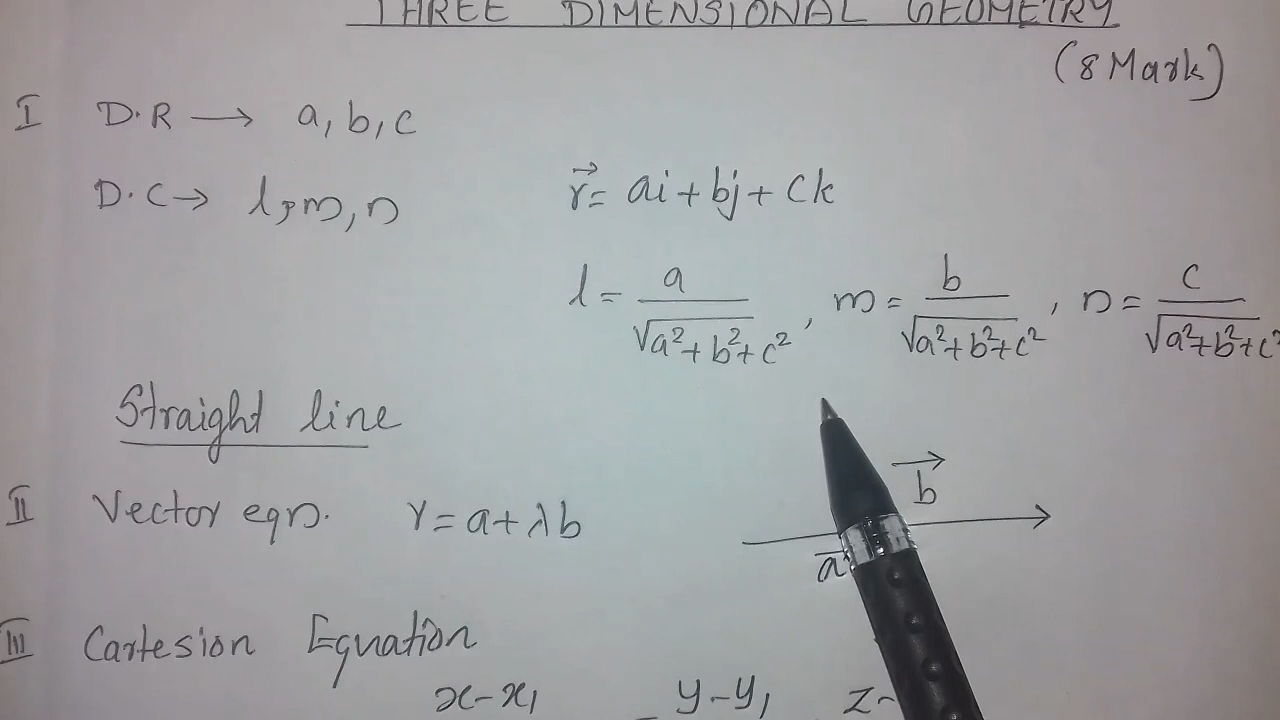 THREE DIMENSIONAL GEOMETRY
(8 Mark)
I D.R → a, b, c
D.C → l, m, n
r⃗ = ai + bj + ck
l = a/√a²+b²+c² , m = b/√a²+b²+c² , n = c/√a²+b²+c²
Straight line
b⃗
II Vector eqn. r = a + λb
a
III Cartesion Equation
x-x₁ = y-y₁ z-